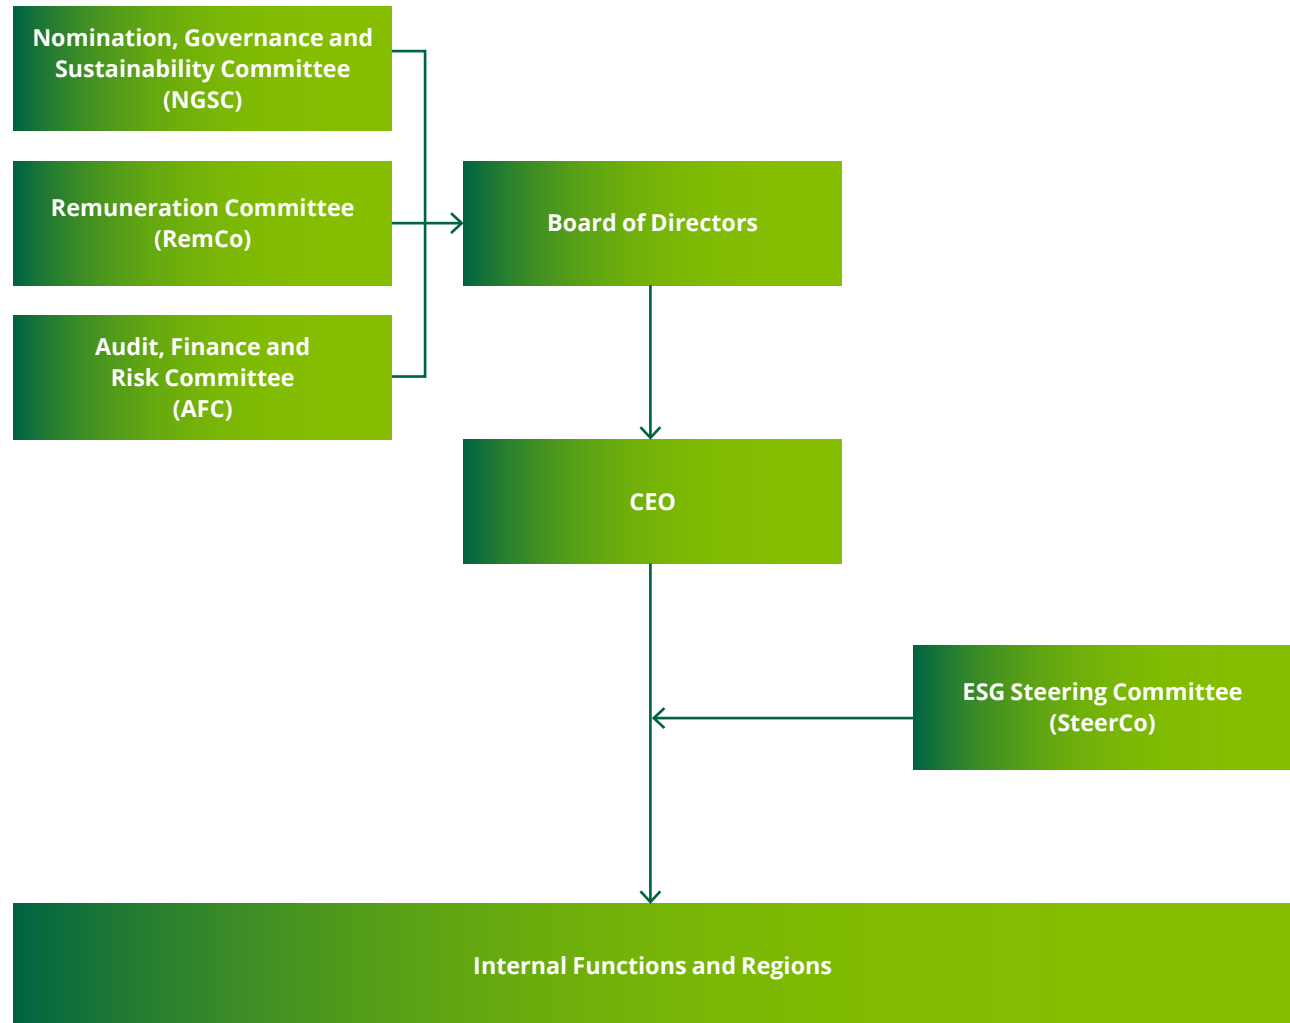 Nomination, Governance and
Sustainability Committee
(NGSC)
Remuneration Committee
(RemCo)
Board of Directors
Audit, Finance and
Risk Committee
(AFC)
CEO
ESG Steering Committee
(SteerCo)
Internal Functions and Regions